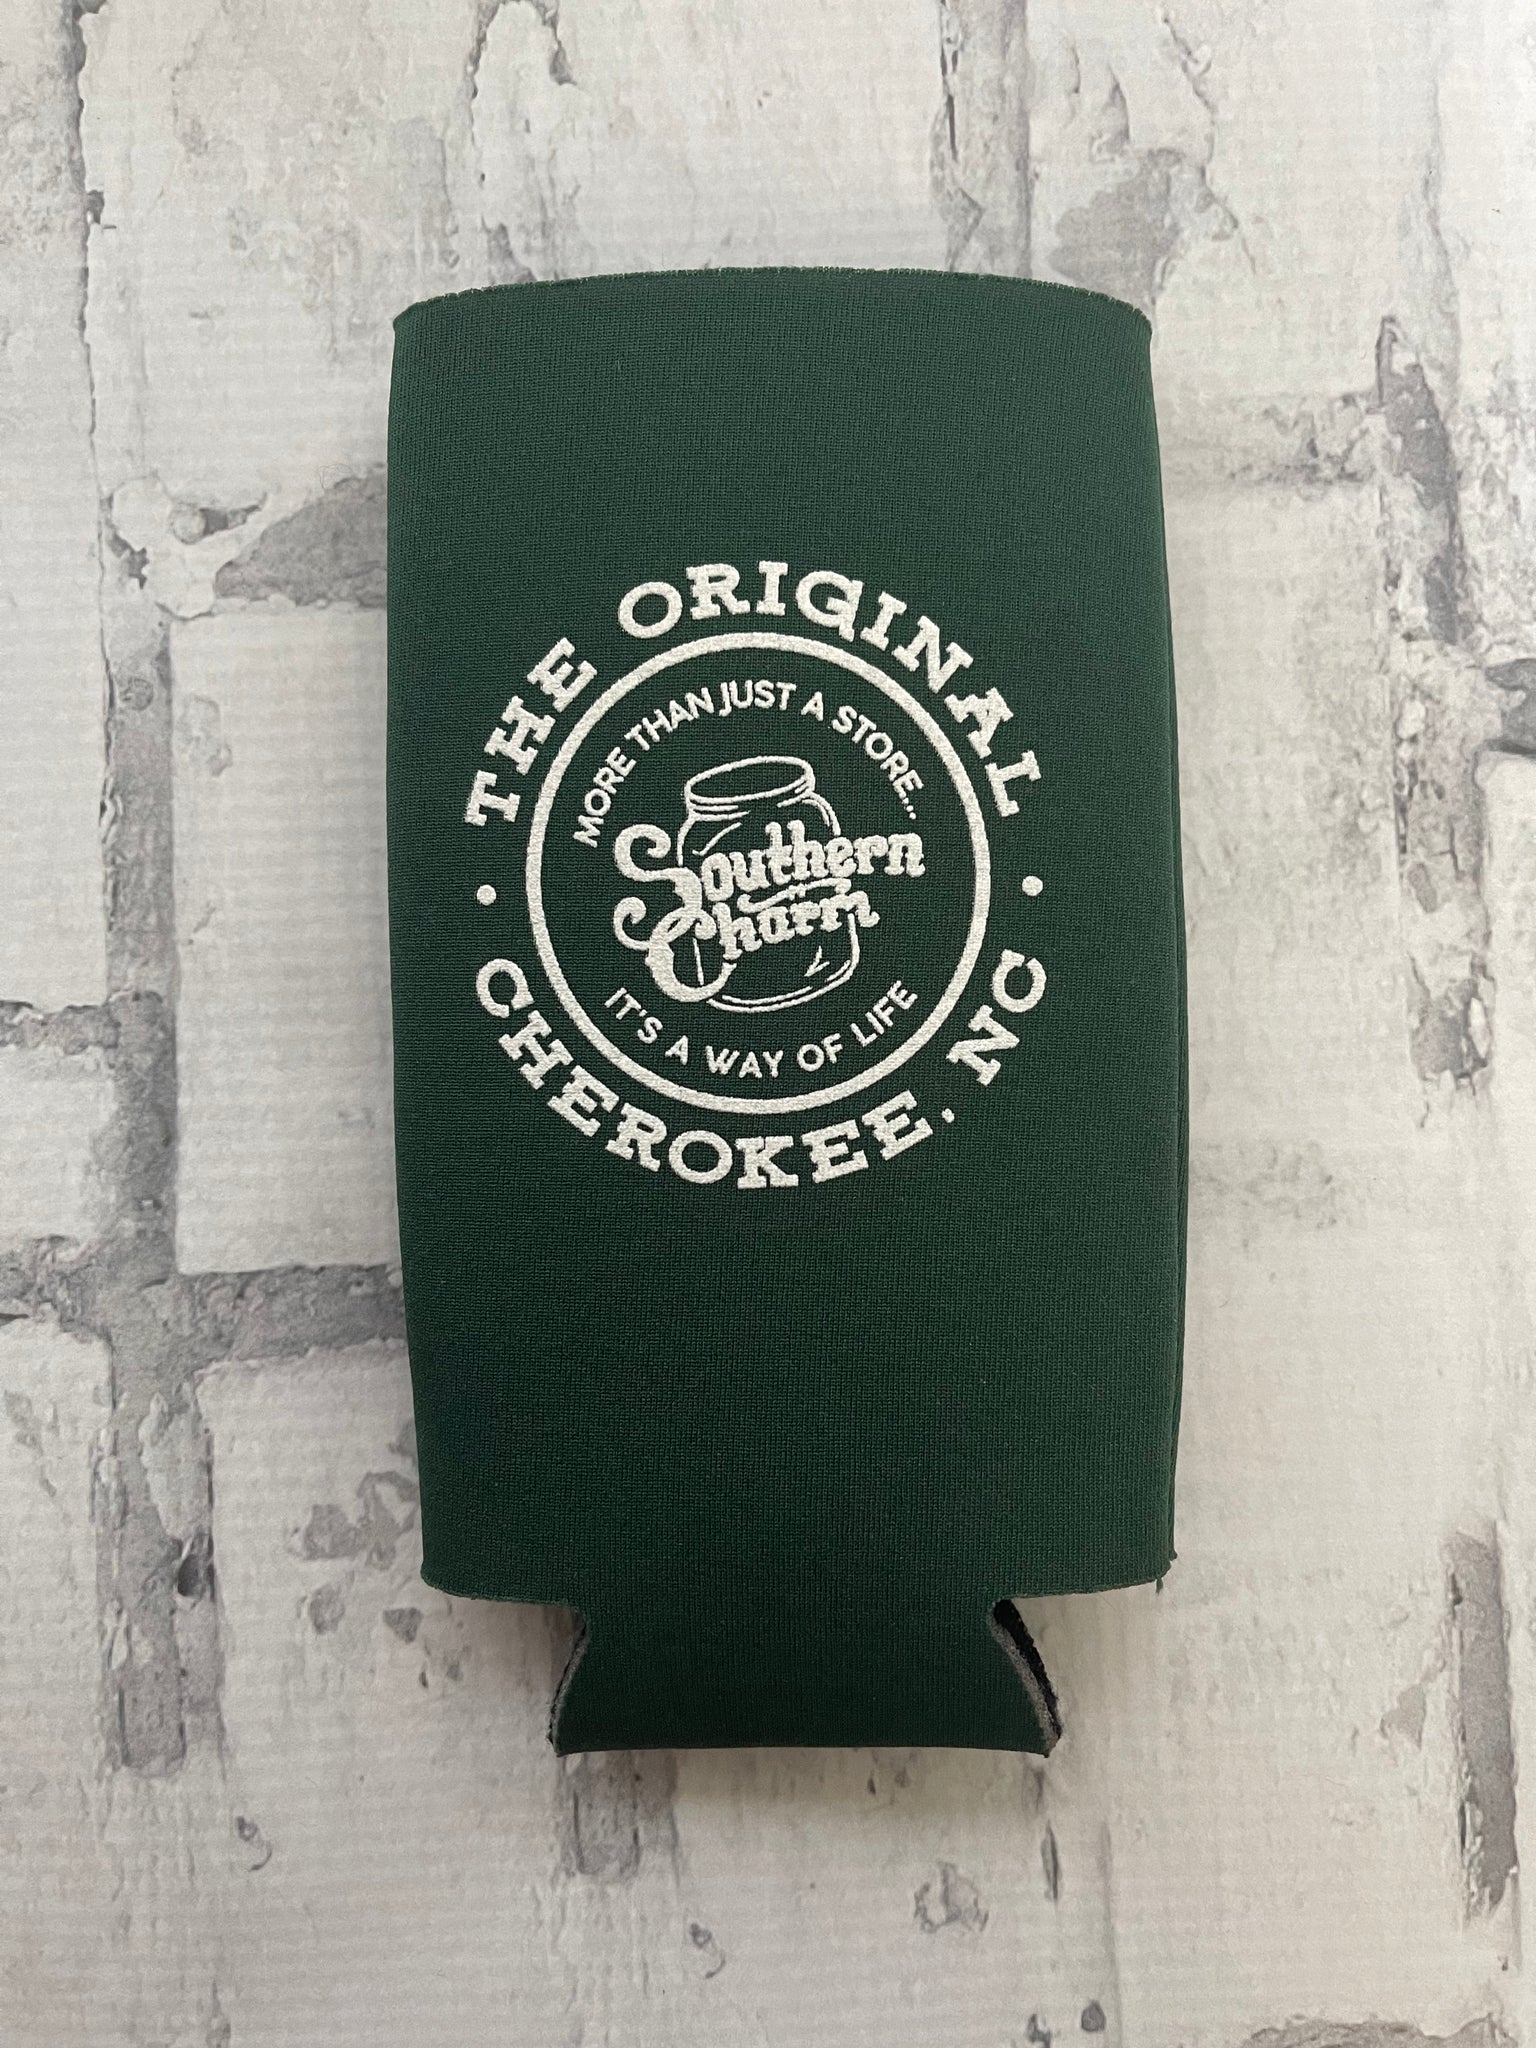 THE ORIGINAL
MORE THAN JUST A STORE...
Southern
Charm
IT'S A WAY OF LIFE
CHEROKEE, NC